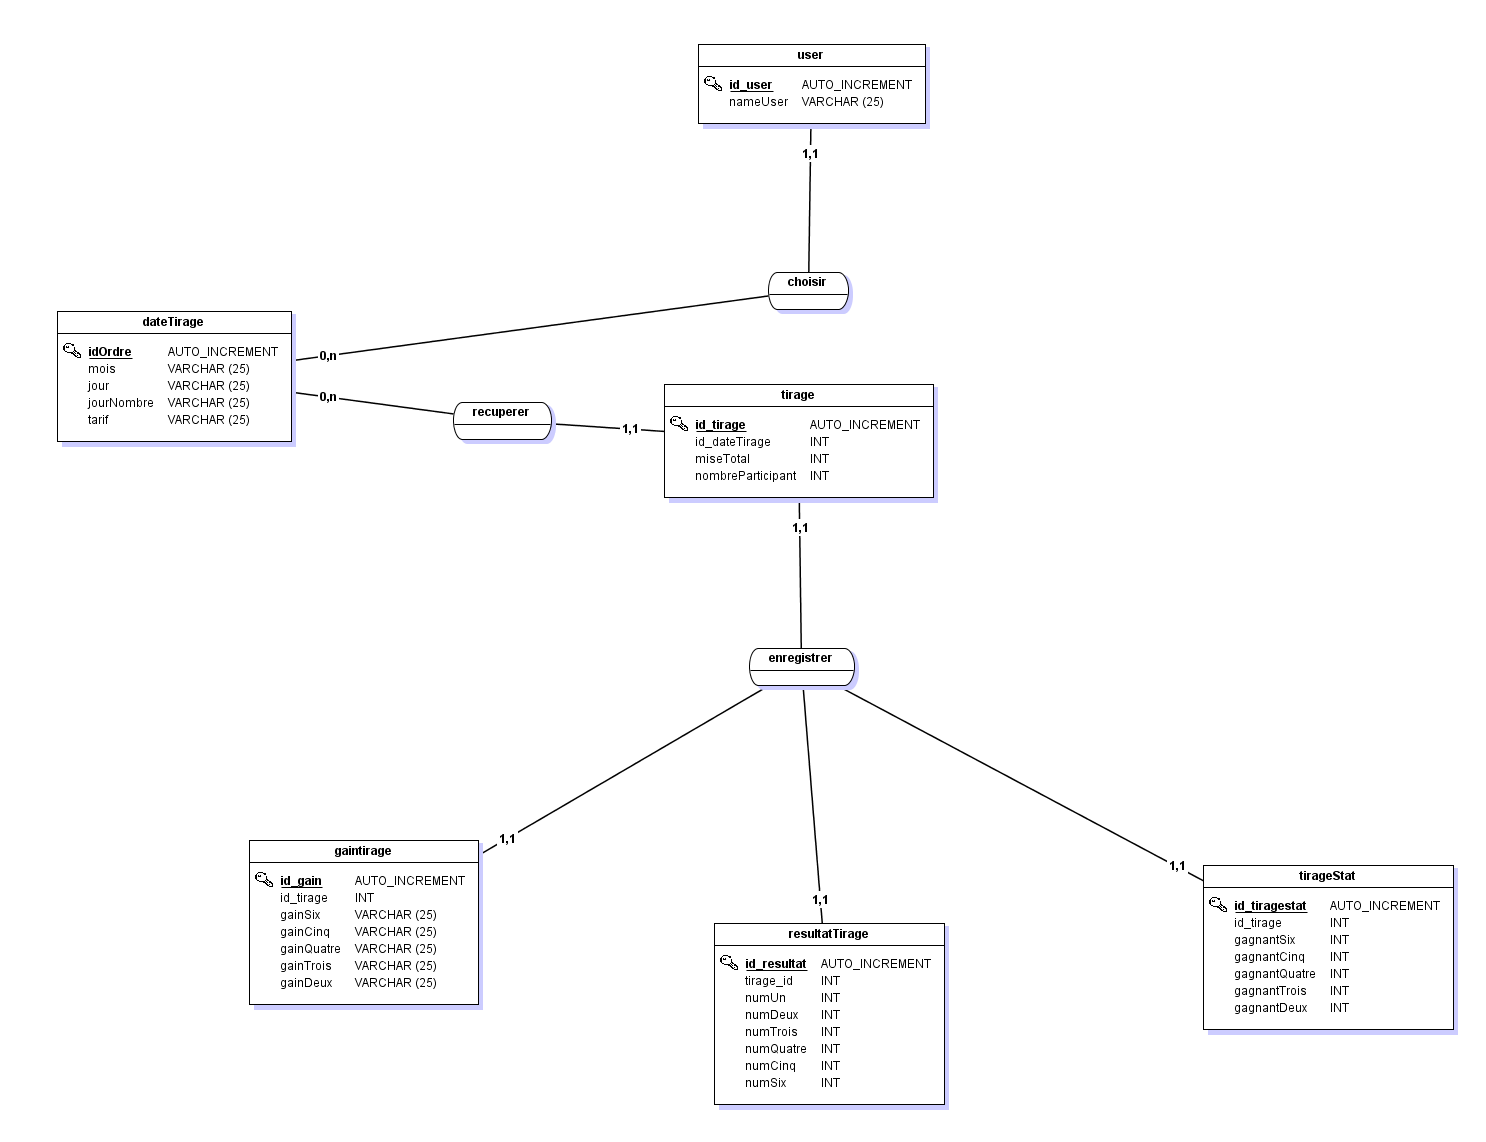 user
id_user AUTO_INCREMENT
nameUser VARCHAR (25)
1,1
choisir
dateTirage
idOrdre AUTO_INCREMENT
mois VARCHAR (25)
jour VARCHAR (25)
jourNombre VARCHAR (25)
tarif VARCHAR (25)
0,n
0,n
recuperer
1,1
tirage
id_tirage AUTO_INCREMENT
id_dateTirage INT
miseTotal INT
nombreParticipant INT
1,1
enregistrer
1,1
gaintirage
id_gain AUTO_INCREMENT
id_tirage INT
gainSix VARCHAR (25)
gainCinq VARCHAR (25)
gainQuatre VARCHAR (25)
gainTrois VARCHAR (25)
gainDeux VARCHAR (25)
1,1
resultatTirage
id_resultat AUTO_INCREMENT
tirage_id INT
numUn INT
numDeux INT
numTrois INT
numQuatre INT
numCinq INT
numSix INT
1,1
tirageStat
id_tiragestat AUTO_INCREMENT
id_tirage INT
gagnantSix INT
gagnantCinq INT
gagnantQuatre INT
gagnantTrois INT
gagnantDeux INT